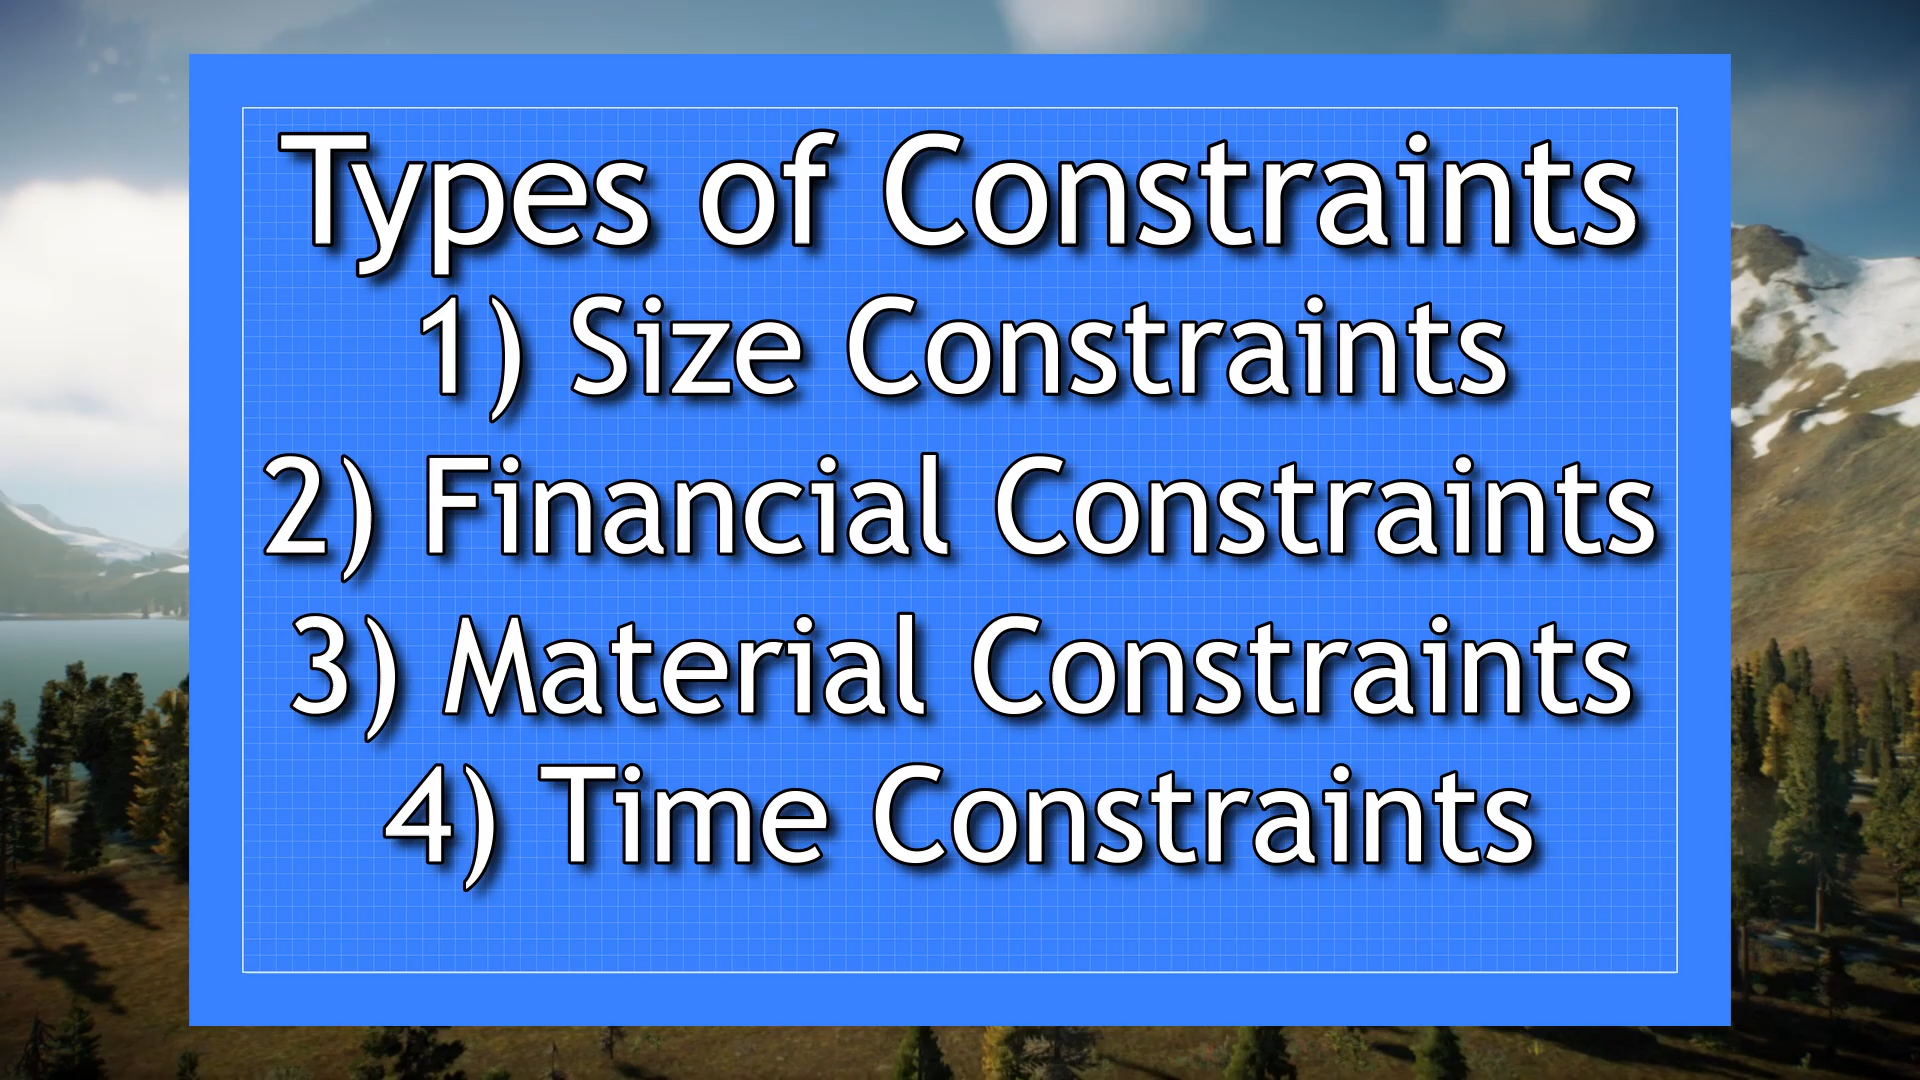 Types of Constraints
1) Size Constraints
2) Financial Constraints
3) Material Constraints
4) Time Constraints